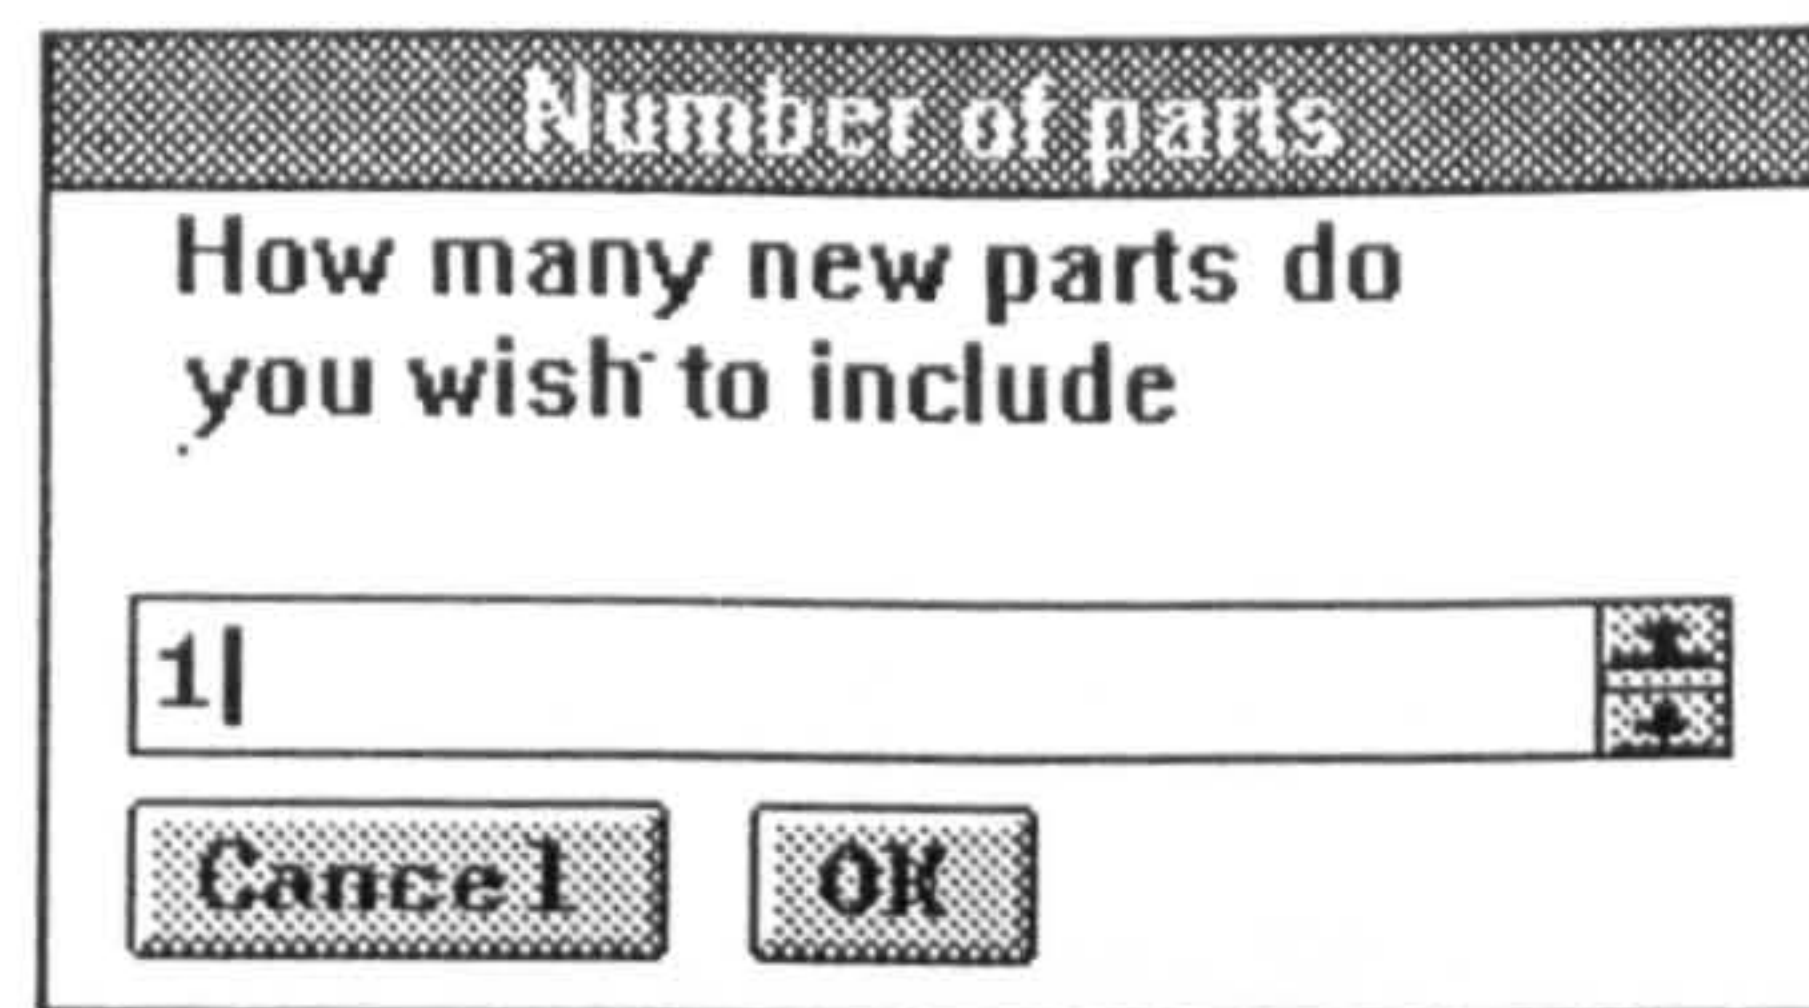 Number of parts
How many new parts do
you wish to include
1
Cancel OK